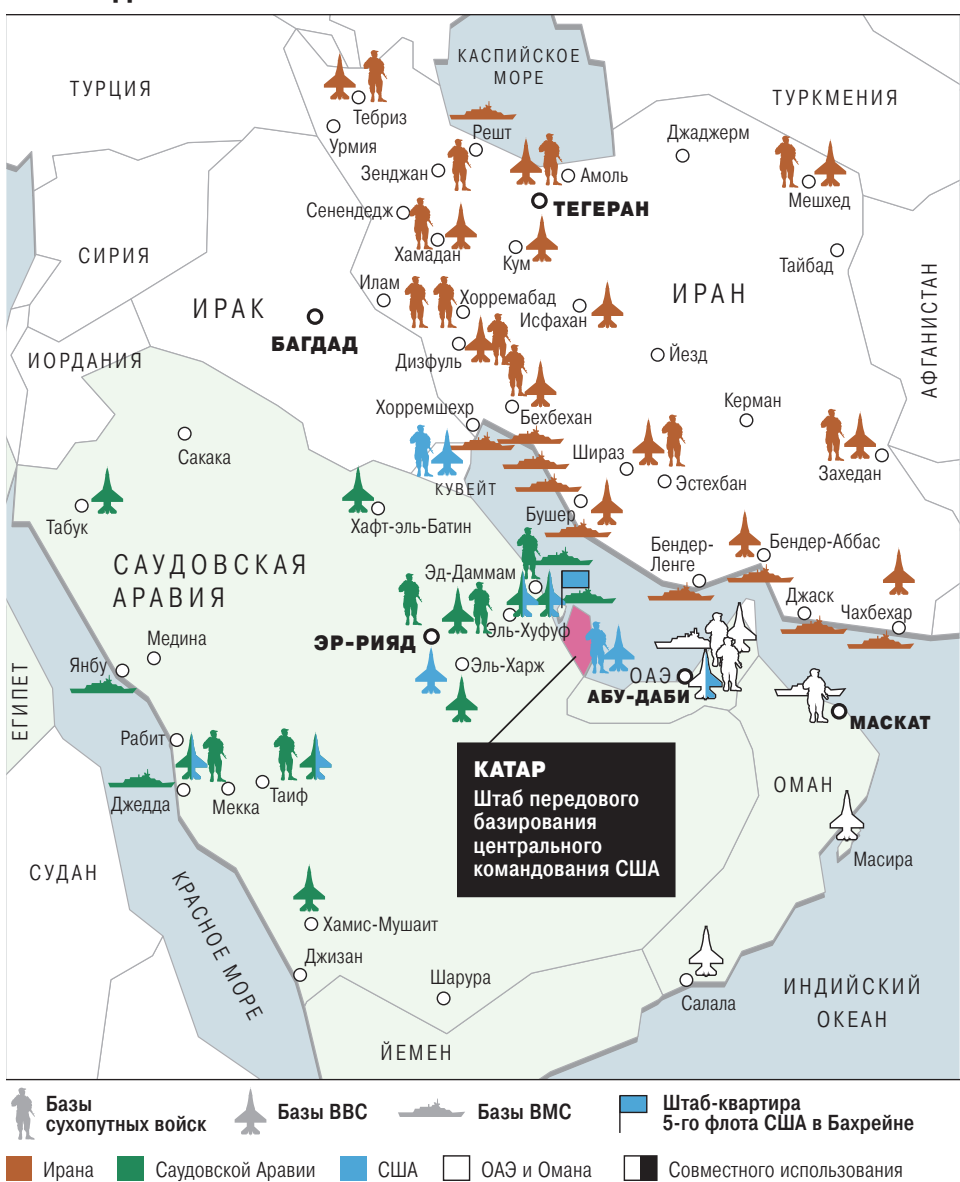 КАСПИЙСКОЕ
МОРЕ
ТУРЦИЯ
ТУРКМЕНИЯ
Тебриз
Урмия
Решт
Джаджерм
Зенджан
Амоль
Мешхед
ТЕГЕРАН
Сенендедж
Хамадан
Кум
СИРИЯ
Тайбад
Илам
ИРАК
Хорремабад
Исфахан
ИРАН
БАГДАД
АФГАНИСТАН
ИОРДАНИЯ
Дизфуль
Йезд
Хорремшехр
Бехбехан
Керман
Сакака
Шираз
Захедан
КУВЕЙТ
Эстехбан
Табук
Хафт-эль-Батин
Бушер
Бендер-
Ленге
Бендер-Аббас
САУДОВСКАЯ
АРАВИЯ
Эд-Даммам
Джаск
Чахбехар
Медина
ЭР-РИЯД
Эль-Хуфуф
Янбу
Эль-Харж
ОАЭ
АБУ-ДАБИ
ЕГИПЕТ
МАСКАТ
Рабит
КАТАР
Штаб передового
базирования
центрального
командования США
Джедда
Мекка
Таиф
ОМАН
Масира
СУДАН
КРАСНОЕ МОРЕ
Хамис-Мушаит
Джизан
Шарура
Салала
ИНДИЙСКИЙ
ОКЕАН
ЙЕМЕН
Базы
сухопутных войск
Базы ВВС
Базы ВМС
Штаб-квартира
5-го флота США в Бахрейне
Ирана
Саудовской Аравии
США
ОАЭ и Омана
Совместного использования